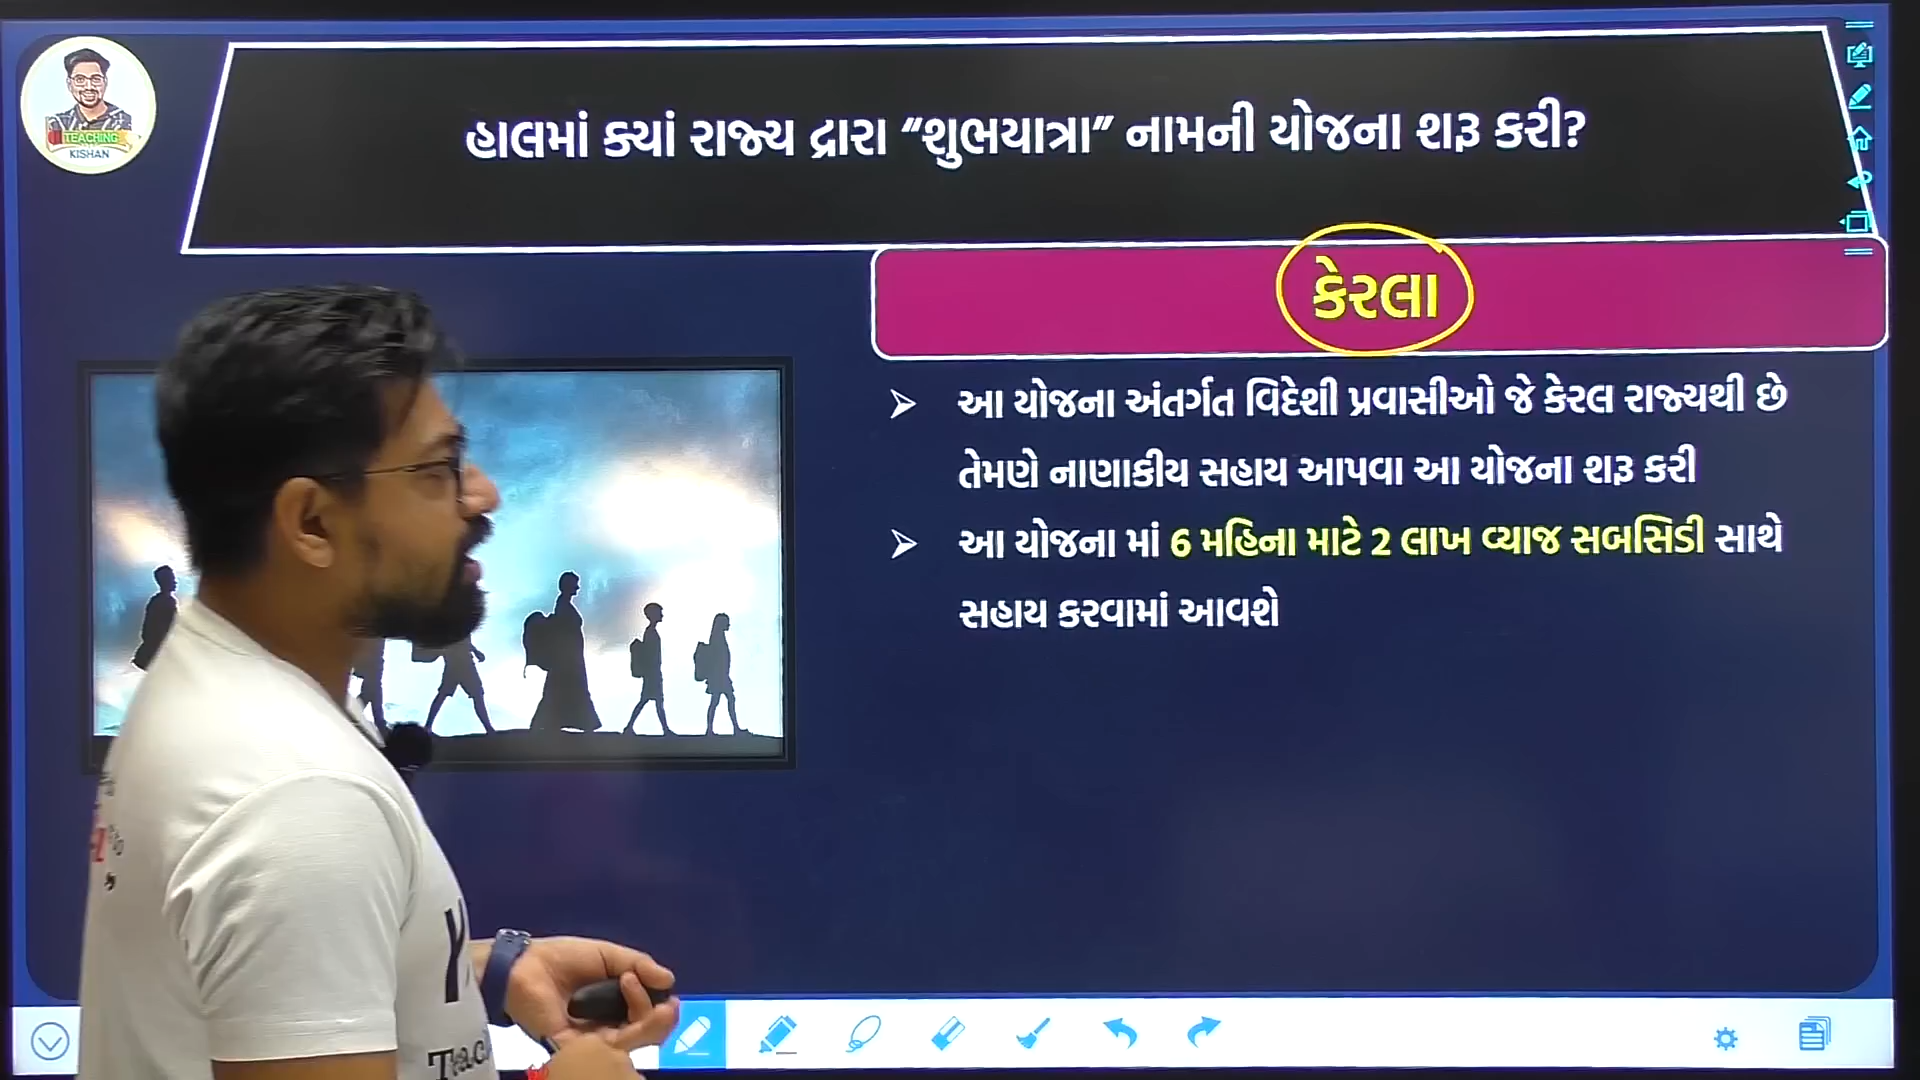 TEACHING
KISHAN
હાલમાં ક્યાં રાજ્ય દ્રારા “શુભયાત્રા” નામની યોજના શરૂ કરી?
કેરલા
આ યોજના અંતર્ગત વિદેશી પ્રવાસીઓ જે કેરલ રાજ્યથી છે
તેમણે નાણાકીય સહાય આપવા આ યોજના શરૂ કરી
આ યોજના માં 6 મહિના માટે 2 લાખ વ્યાજ સબસિડી સાથે
સહાય કરવામાં આવશે